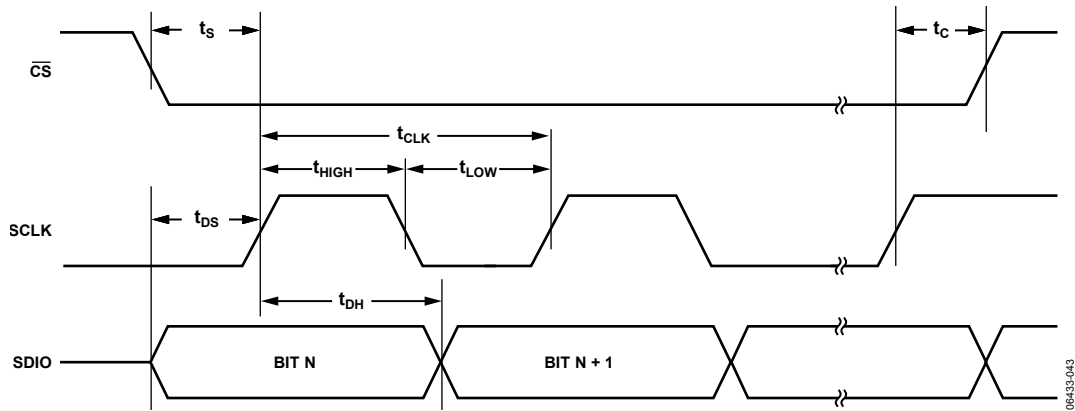 tS
tC
CS
tCLK
tHIGH
tLOW
tDS
SCLK
tDH
SDIO
BIT N
BIT N + 1
06433-043